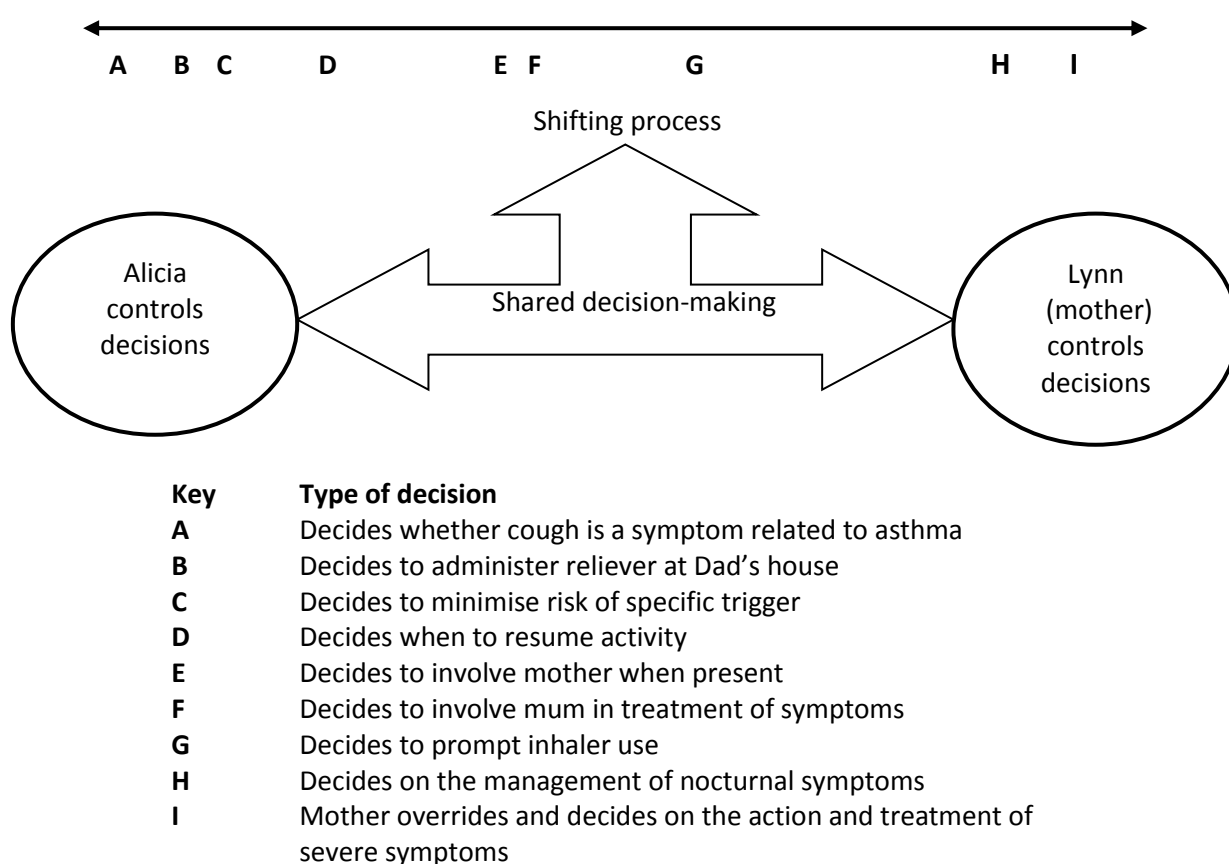 A B C D E F G H I
Shifting process
Alicia
controls
decisions
Shared decision-making
Lynn
(mother)
controls
decisions
Key Type of decision
A Decides whether cough is a symptom related to asthma
B Decides to administer reliever at Dad’s house
C Decides to minimise risk of specific trigger
D Decides when to resume activity
E Decides to involve mother when present
F Decides to involve mum in treatment of symptoms
G Decides to prompt inhaler use
H Decides on the management of nocturnal symptoms
I Mother overrides and decides on the action and treatment of
severe symptoms